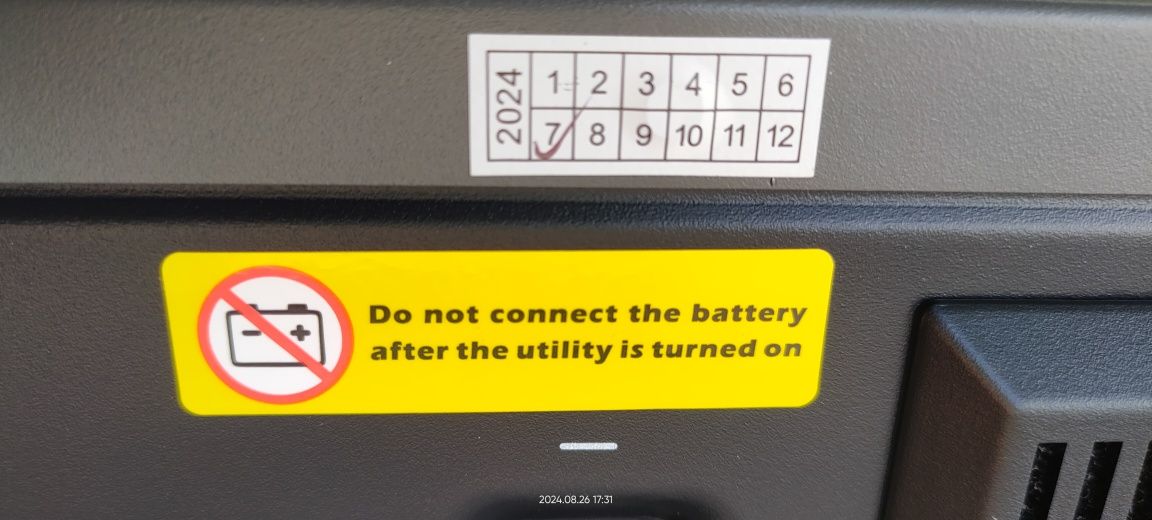 2024 1 2 3 4 5 6
7 8 9 10 11 12
Do not connect the battery
after the utility is turned on
2024.08.26 17:31